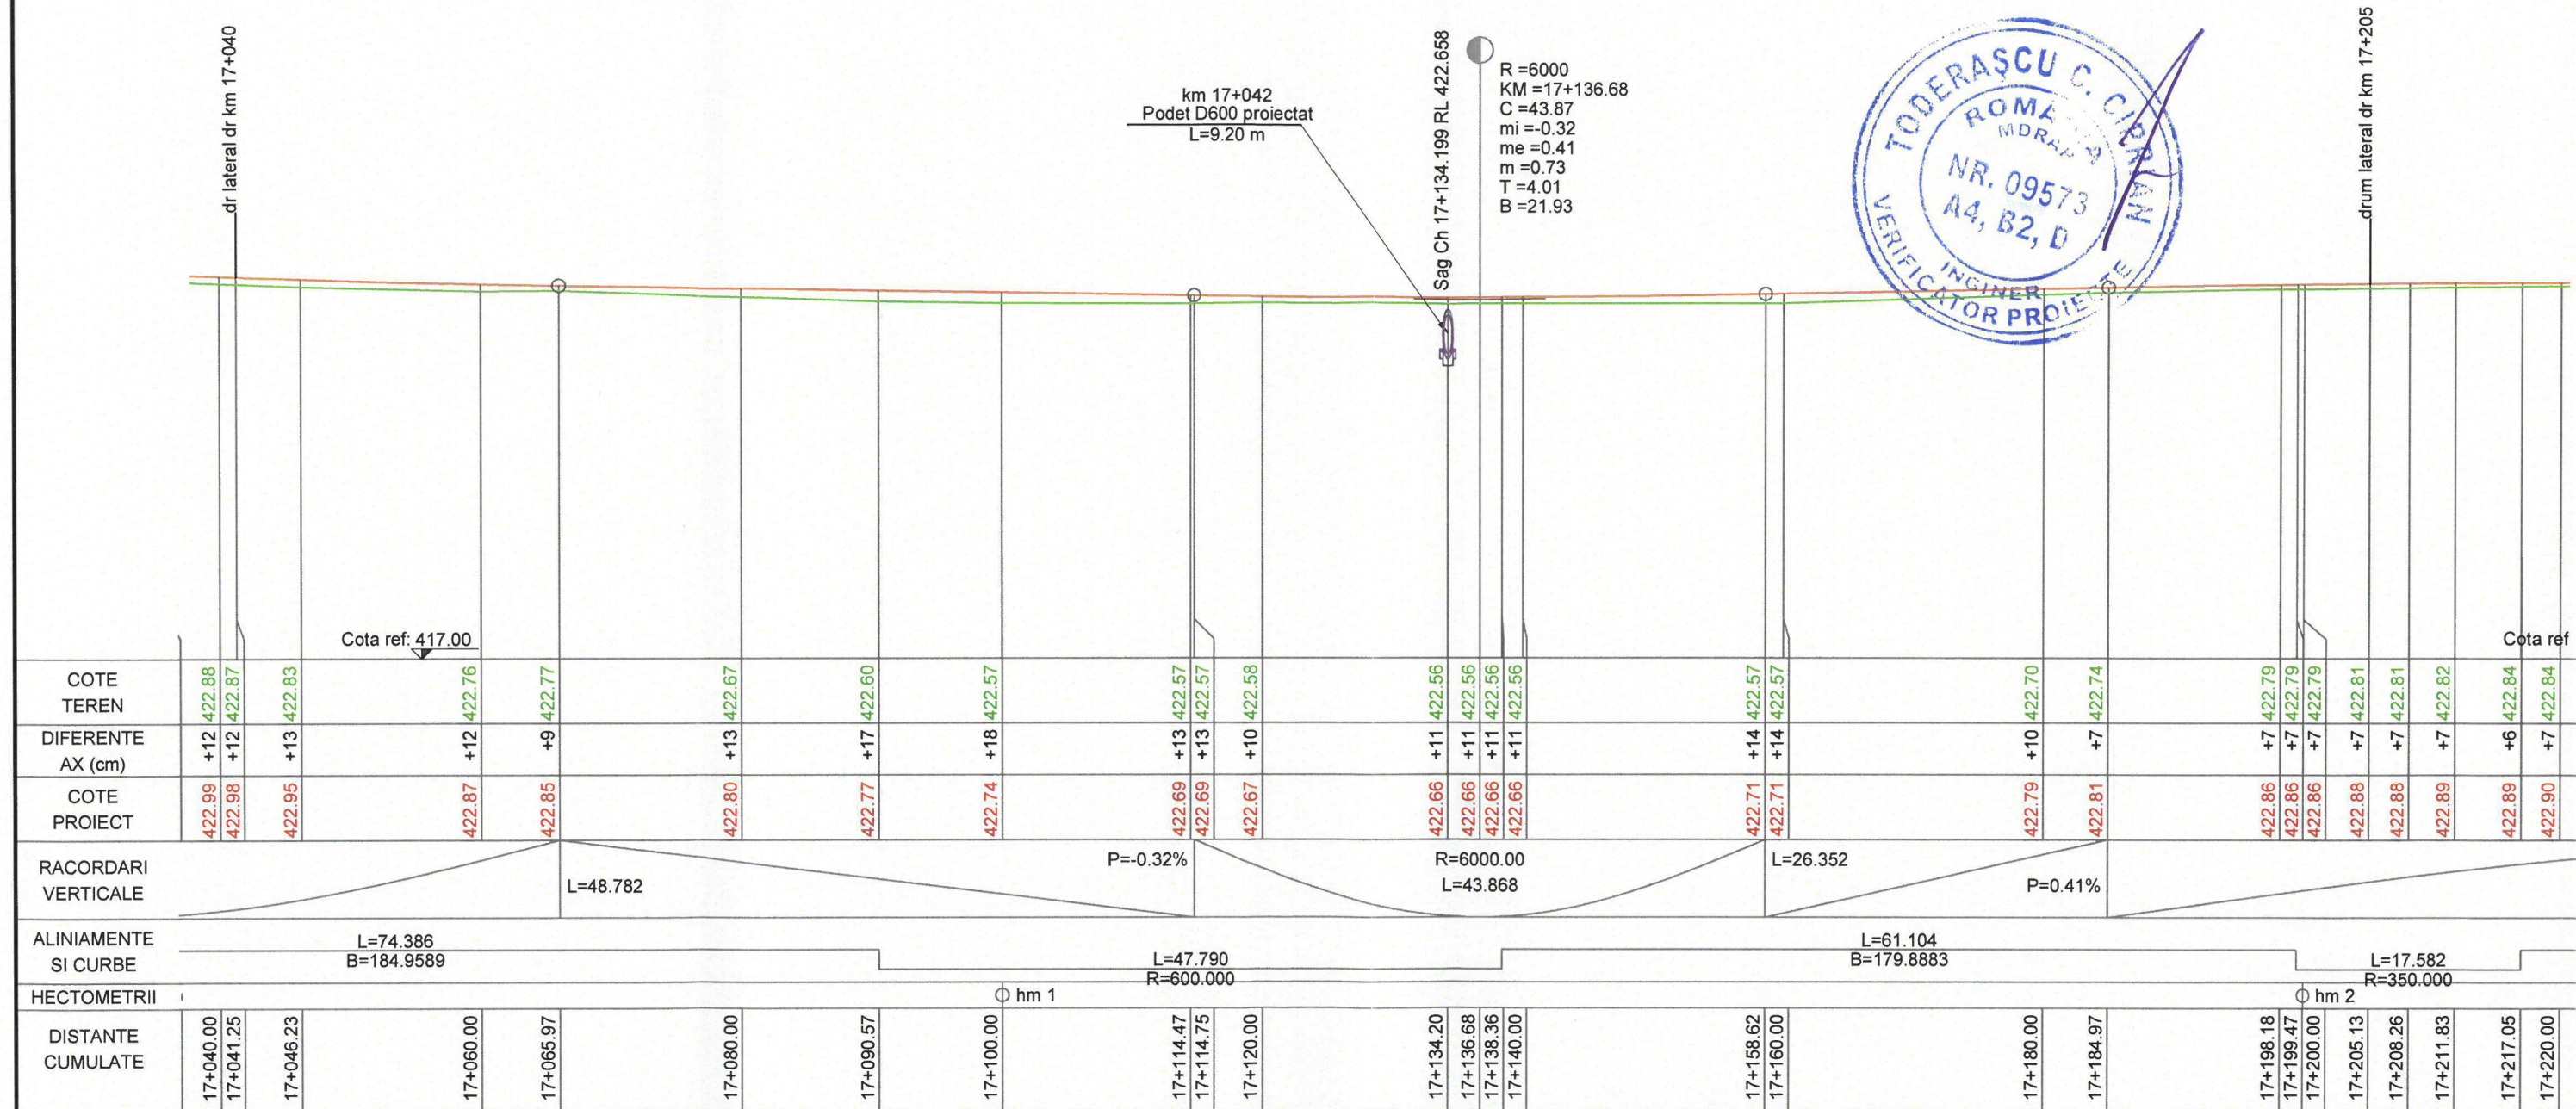 dr lateral dr km 17+040
km 17+042
Podet D600 proiectat
L=9.20 m
Sag Ch 17+134.199 RL 422.658
R =6000
KM =17+136.68
C =43.87
mi =-0.32
me =0.41
m =0.73
T =4.01
B =21.93
TODERAŞCU C. CIPRIAN
MDRAP
NR. 09573
A4, B2, D
INGINER
VERIFICATOR PROIECTE
drum lateral dr km 17+205
Cota ref: 417.00
Cota ref
COTE TEREN
422.88 422.87 422.83 422.76 422.77 422.67 422.60 422.57 422.57 422.57 422.58 422.56 422.56 422.56 422.56 422.57 422.57 422.70 422.74 422.79 422.79 422.79 422.81 422.81 422.82 422.84 422.84
DIFERENTE AX (cm)
+12 +12 +13 +12 +9 +13 +17 +18 +13 +13 +10 +11 +11 +11 +11 +14 +14 +10 +7 +7 +7 +7 +7 +7 +7 +6 +7
COTE PROIECT
422.99 422.98 422.95 422.87 422.85 422.80 422.77 422.74 422.69 422.69 422.67 422.66 422.66 422.66 422.66 422.71 422.71 422.79 422.81 422.86 422.86 422.86 422.88 422.88 422.89 422.89 422.90
RACORDARI VERTICALE
L=48.782
P=-0.32%
R=6000.00
L=43.868
L=26.352
P=0.41%
ALINIAMENTE SI CURBE
L=74.386
B=184.9589
L=47.790
R=600.000
L=61.104
B=179.8883
L=17.582
R=350.000
HECTOMETRII
hm 1
hm 2
DISTANTE CUMULATE
17+040.00 17+041.25 17+046.23 17+060.00 17+065.97 17+080.00 17+090.57 17+100.00 17+114.47 17+114.75 17+120.00 17+134.20 17+136.68 17+138.36 17+140.00 17+158.62 17+160.00 17+180.00 17+184.97 17+198.18 17+199.47 17+200.00 17+205.13 17+208.26 17+211.83 17+217.05 17+220.00